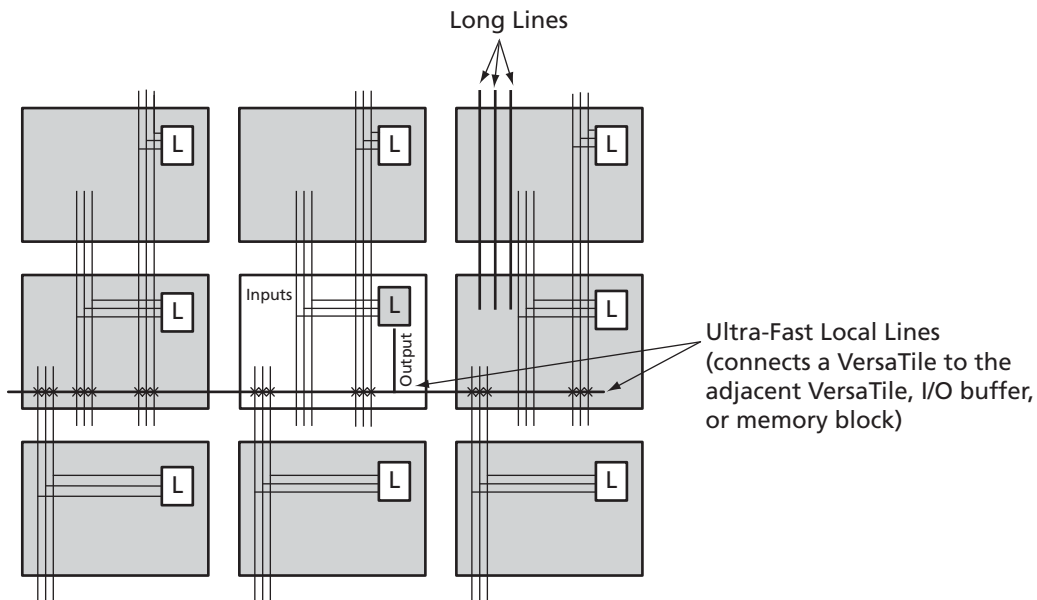 Long Lines
L
L
L
L
Inputs
L
Output
L
Ultra-Fast Local Lines
(connects a VersaTile to the
adjacent VersaTile, I/O buffer,
or memory block)
L
L
L